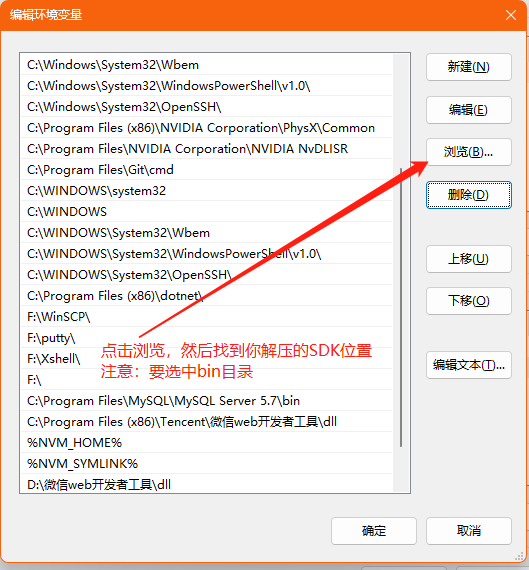 编辑环境变量
C:\Windows\System32\Wbem
C:\Windows\System32\WindowsPowerShell\v1.0\
C:\Windows\System32\OpenSSH\
C:\Program Files (x86)\NVIDIA Corporation\PhysX\Common
C:\Program Files\NVIDIA Corporation\NVIDIA NvDLISR
C:\Program Files\Git\cmd
C:\WINDOWS\system32
C:\WINDOWS
C:\WINDOWS\System32\Wbem
C:\WINDOWS\System32\WindowsPowerShell\v1.0\
C:\WINDOWS\System32\OpenSSH\
C:\Program Files (x86)\dotnet\
F:\WinSCP\
F:\putty\
F:\Xshell\
F:\
C:\Program Files\MySQL\MySQL Server 5.7\bin
C:\Program Files (x86)\Tencent\微信web开发者工具\dll
%NVM_HOME%
%NVM_SYMLINK%
D:\微信web开发者工具\dll
点击浏览，然后找到你解压的SDK位置
注意：要选中bin目录
新建(N)
编辑(E)
浏览(B)...
删除(D)
上移(U)
下移(O)
编辑文本(T)...
确定
取消